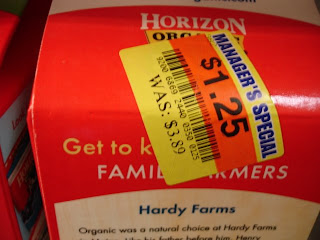 HORIZON
ORG
MANAGER'S SPECIAL
$1.25
WAS: $3.89
Get to k
FAMIL RMERS
Hardy Farms
Organic was a natural choice at Hardy Farms